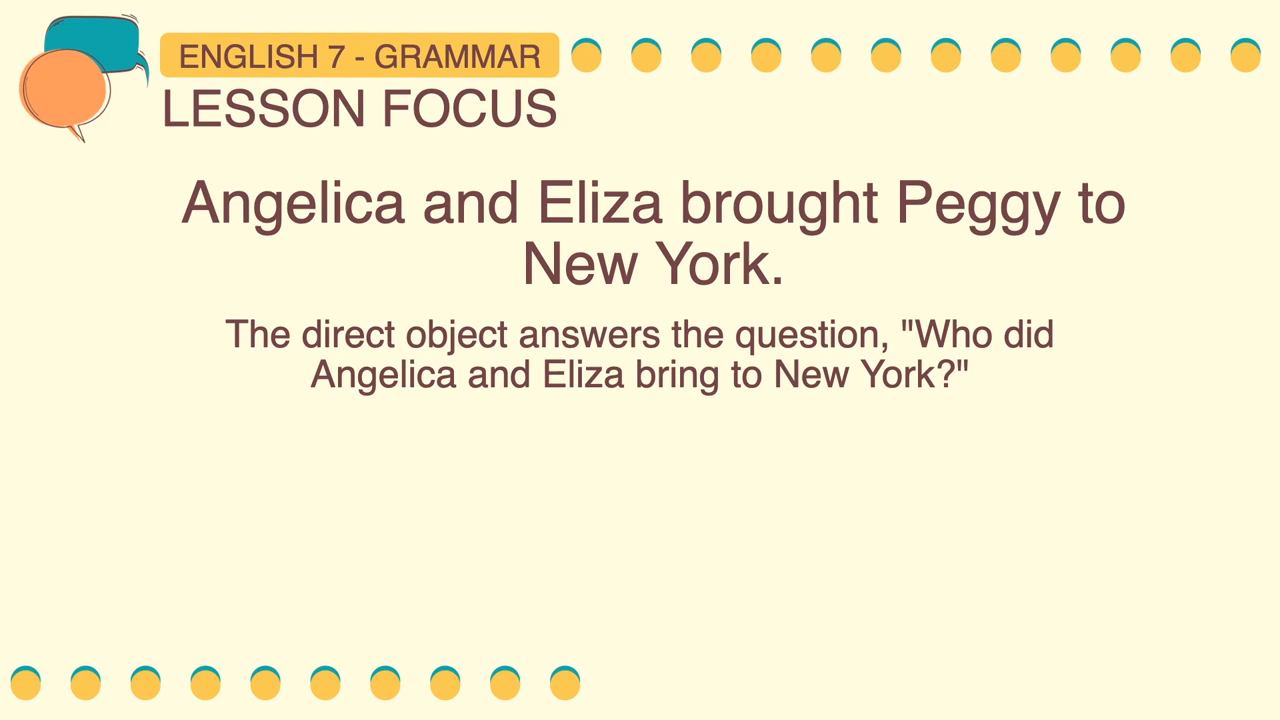 ENGLISH 7 - GRAMMAR
LESSON FOCUS
Angelica and Eliza brought Peggy to
New York.
The direct object answers the question, "Who did
Angelica and Eliza bring to New York?"